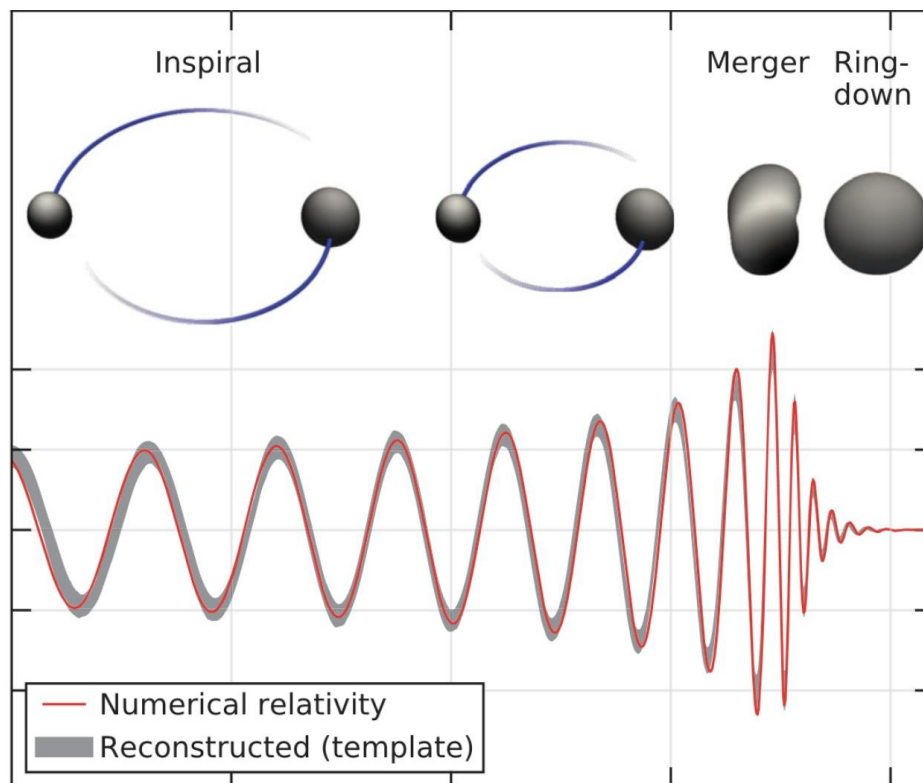 Inspiral
Merger
Ring-
down
Numerical relativity
Reconstructed (template)